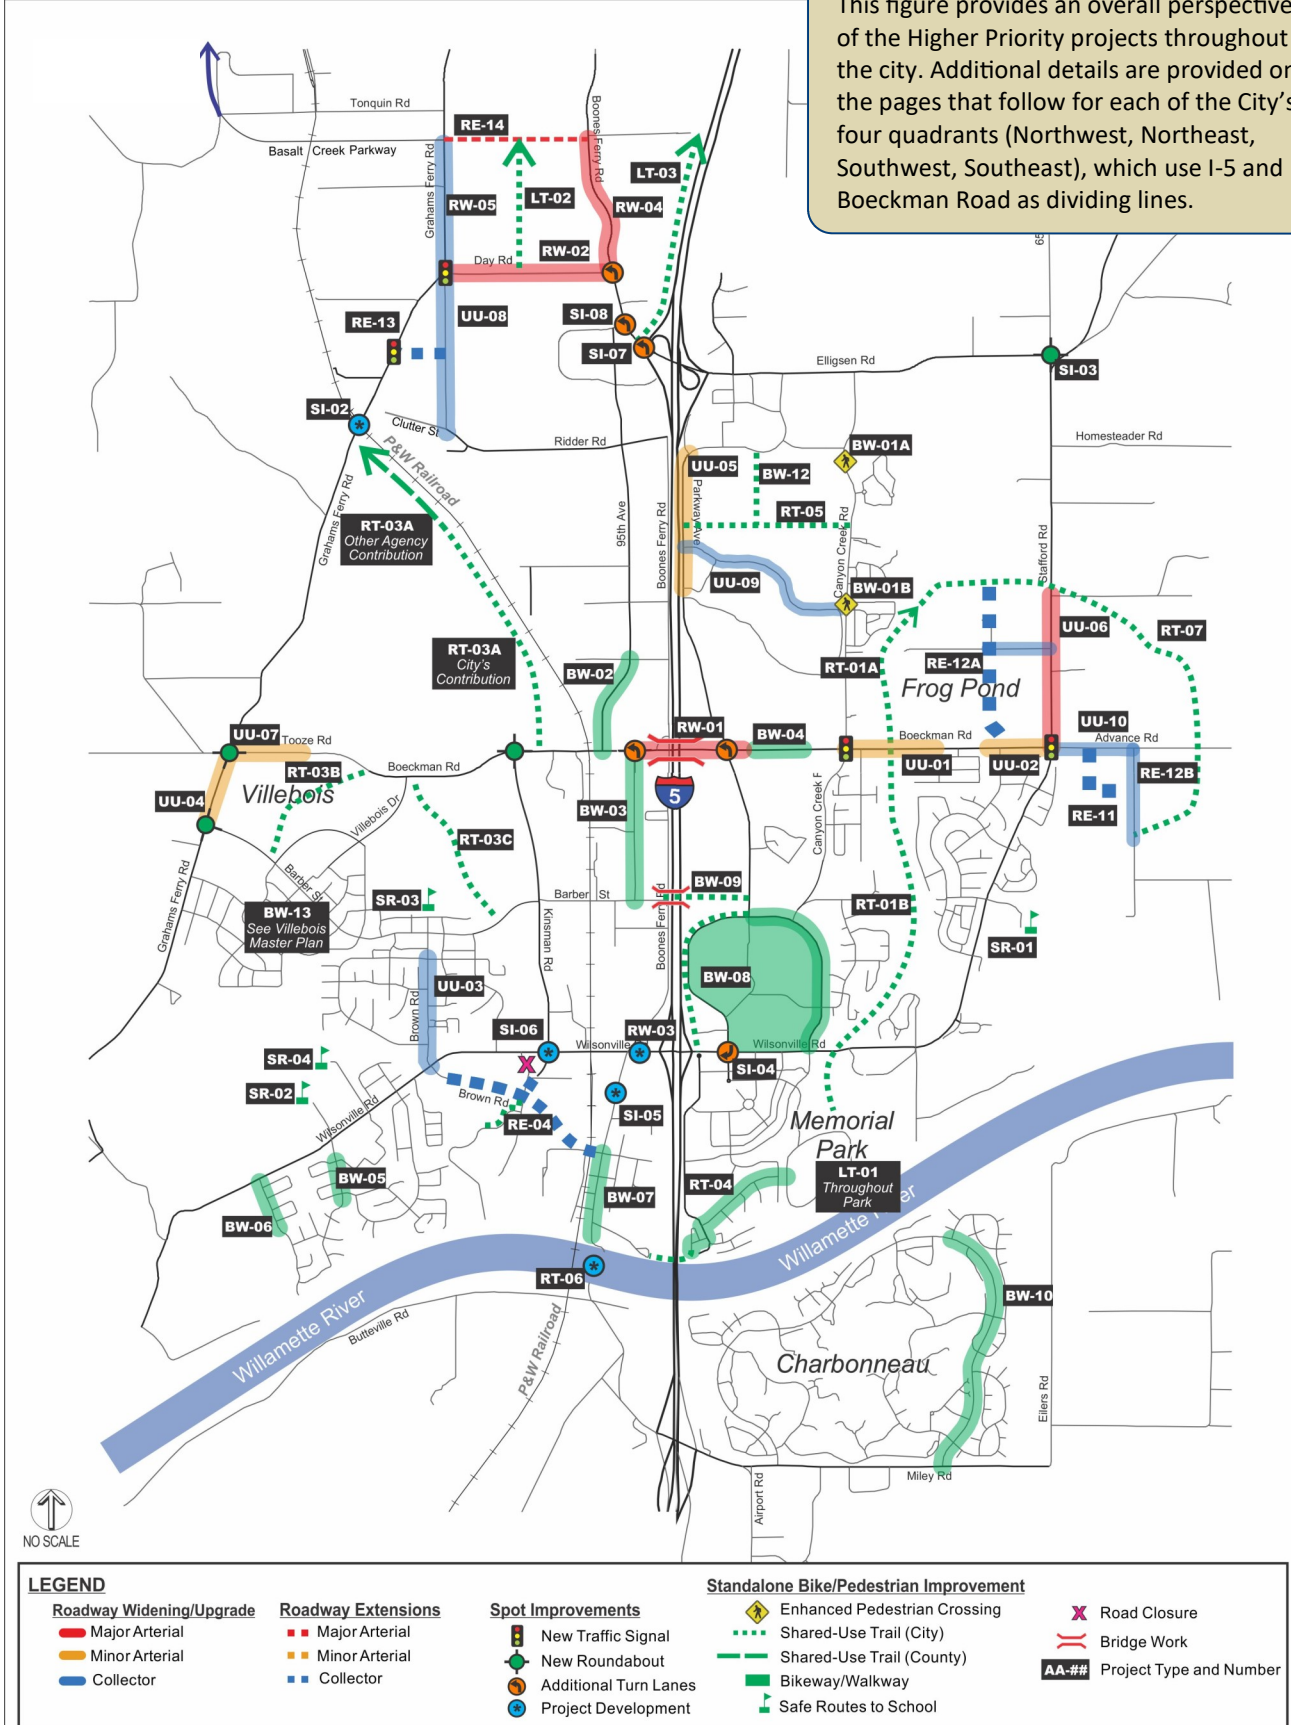 This figure provides an overall perspective
of the Higher Priority projects throughout
the city. Additional details are provided on
the pages that follow for each of the City's
four quadrants (Northwest, Northeast,
Southwest, Southeast), which use I-5 and
Boeckman Road as dividing lines.
Tonquin Rd
Boones Ferry Rd
RE-14
Basalt Creek Parkway
Grahams Ferry Rd
LT-03
LT-02
RW-05
RW-04
RW-02
Day Rd
65
SI-08
UU-08
RE-13
SI-07
Elligsen Rd
SI-03
SI-02
Clutter St
Ridder Rd
Homesteader Rd
BW-01A
P&W Railroad
UU-05
BW-12
Parkway Ave
RT-05
Grahams Ferry Rd
RT-03A
Other Agency
Contribution
95th Ave
Boones Ferry Rd
Canyon Creek Rd
Stafford Rd
UU-09
BW-01B
UU-06
RT-07
RT-03A
City's
Contribution
BW-02
RT-01A
RE-12A
Frog Pond
UU-07
Tooze Rd
RW-01
BW-04
Boeckman Rd
UU-10
Advance Rd
Boeckman Rd
UU-01
UU-02
RE-12B
RT-03B
Villebois
UU-04
5
BW-03
RE-11
Villebois Dr
Canyon Creek F
RT-03C
Barber St
Barber St
BW-09
SR-03
RT-01B
Grahams Ferry Rd
BW-13
See Villebois
Master Plan
Kinsman Rd
Boones Ferry Rd
SR-01
BW-08
UU-03
Brown Rd
SI-06
RW-03
Wilsonville Rd
Wilsonville Rd
X
SR-04
SI-04
SR-02
Brown Rd
SI-05
RE-04
Wilsonville Rd
Memorial
Park
BW-05
RT-04
LT-01
Throughout
Park
BW-07
BW-06
Willamette River
RT-06
BW-10
Willamette River
Butteville Rd
P&W Railroad
Charbonneau
Eilers Rd
Miley Rd
Airport Rd
NO SCALE
LEGEND
Roadway Widening/Upgrade
Major Arterial
Minor Arterial
Collector
Roadway Extensions
Major Arterial
Minor Arterial
Collector
Spot Improvements
New Traffic Signal
New Roundabout
Additional Turn Lanes
Project Development
Standalone Bike/Pedestrian Improvement
Enhanced Pedestrian Crossing
Shared-Use Trail (City)
Shared-Use Trail (County)
Bikeway/Walkway
Safe Routes to School
X Road Closure
Bridge Work
AA-## Project Type and Number